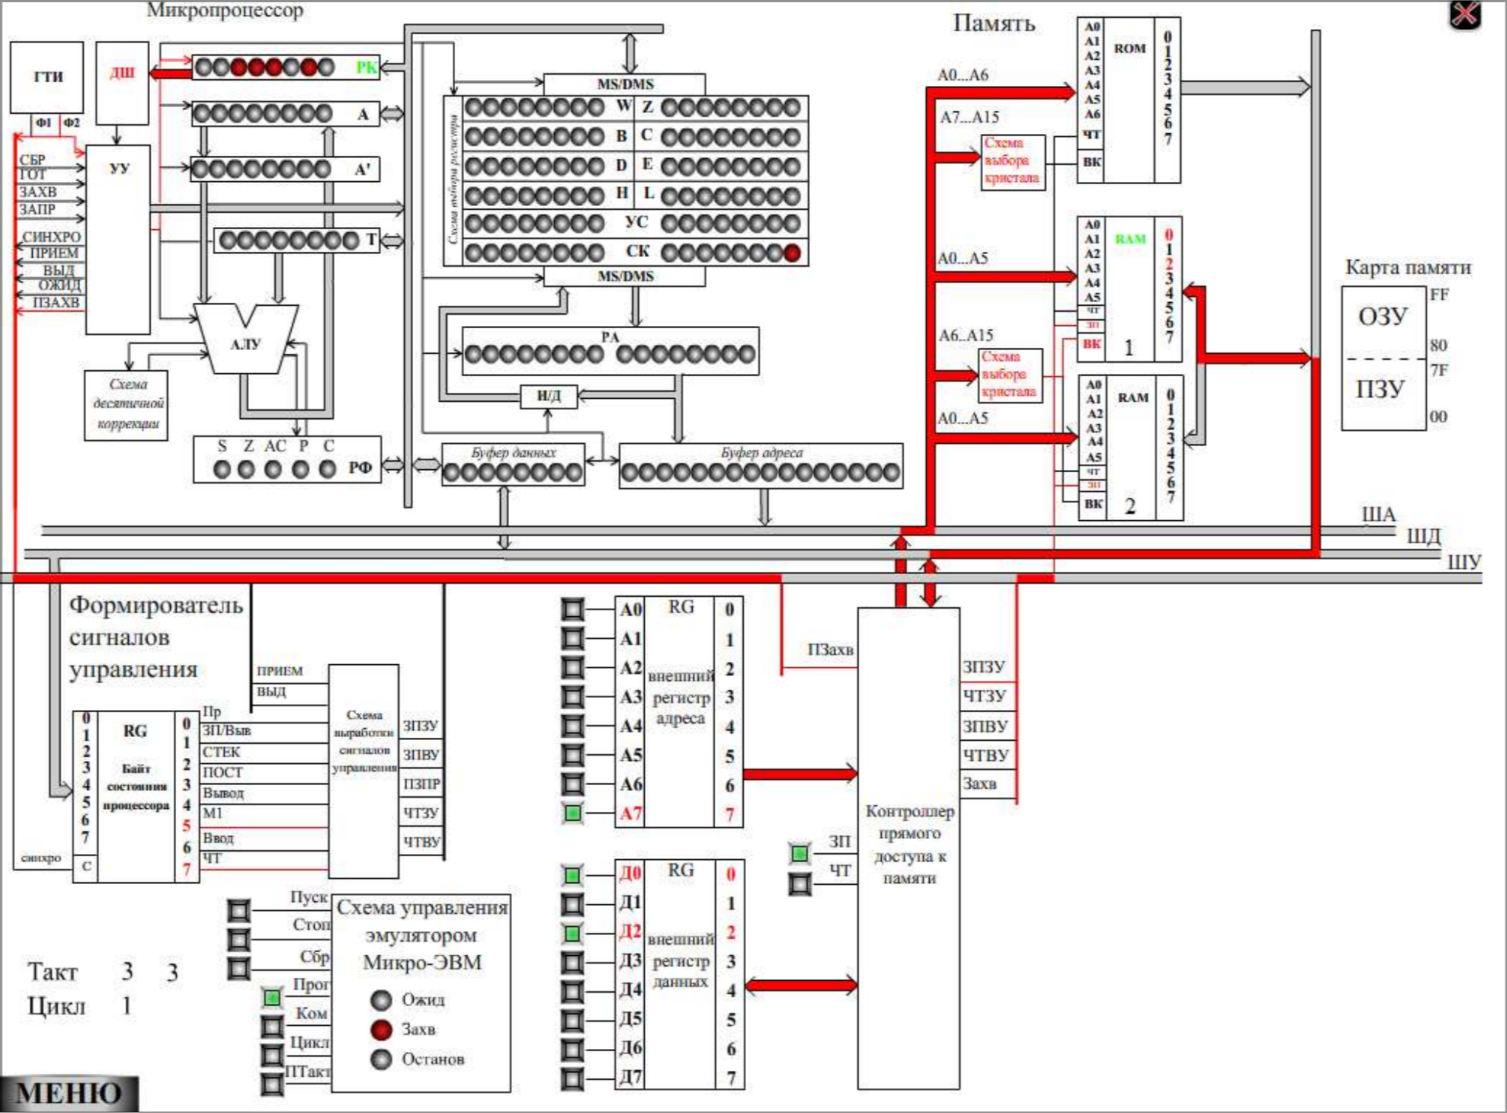 Микропроцессор
Память
ГТИ
ДШ
РК
Ф1
Ф2
СБР
ГОТ
ЗАХВ
ЗАПР
СИНХРО
ПРИЕМ
ВЫД
ОЖИД
ПЗАХВ
УУ
А
А'
Т
АЛУ
Схема
десятичной
коррекции
S Z AC P C
РФ
MS/DMS
Схема выбора регистра
W Z
B C
D E
H L
УС
СК
MS/DMS
РА
И/Д
Буфер данных
Буфер адреса
А0...А6
А7...А15
Схема
выбора
кристала
А0...А5
А6..А15
Схема
выбора
кристала
А0...А5
A0
A1
A2
A3
A4
A5
A6
ЧТ
ВК
ROM
0
1
2
3
4
5
6
7
A0
A1
A2
A3
A4
A5
ЧТ
ЗП
ВК
RAM
1
0
1
2
3
4
5
6
7
A0
A1
A2
A3
A4
A5
ЧТ
ЗП
ВК
RAM
2
0
1
2
3
4
5
6
7
Карта памяти
ОЗУ
ПЗУ
FF
80
7F
00
ША
ШД
ШУ
Формирователь
сигналов
управления
0
1
2
3
4
5
6
7
С
RG
Байт
состояния
процессора
0
1
2
3
4
5
6
7
синхро
ПРИЕМ
ВЫД
Пр
ЗП/Выв
СТЕК
ПОСТ
Вывод
М1
Ввод
ЧТ
Схема
выработки
сигналов
управления
ЗПЗУ
ЗПВУ
ПЗПР
ЧТЗУ
ЧТВУ
A0
A1
A2
A3
A4
A5
A6
A7
RG
внешний
регистр
адреса
0
1
2
3
4
5
6
7
Д0
Д1
Д2
Д3
Д4
Д5
Д6
Д7
RG
внешний
регистр
данных
0
1
2
3
4
5
6
7
ПЗахв
ЗП
ЧТ
Контроллер
прямого
доступа к
памяти
ЗПЗУ
ЧТЗУ
ЗПВУ
ЧТВУ
Захв
Пуск
Стоп
Сбр
Прог
Ком
Цикл
ПТакт
Схема управления
эмулятором
Микро-ЭВМ
Ожид
Захв
Останов
Такт 3 3
Цикл 1
МЕНЮ